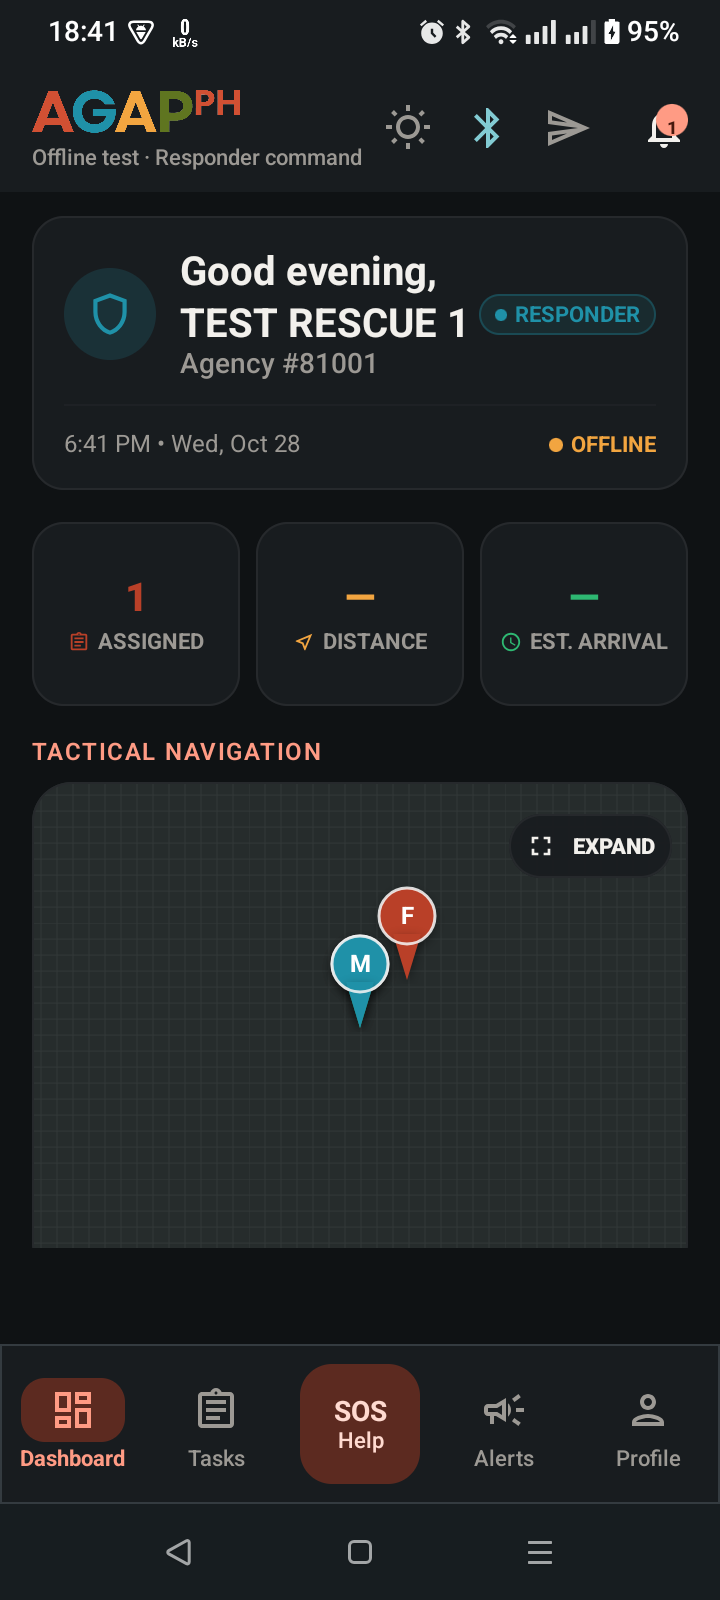 18:41
0
kB/s
95%
AGAPPH
Offline test · Responder command
1
Good evening,
TEST RESCUE 1
RESPONDER
Agency #81001
6:41 PM • Wed, Oct 28
OFFLINE
1
ASSIGNED
–
DISTANCE
–
EST. ARRIVAL
TACTICAL NAVIGATION
EXPAND
F
M
Dashboard
Tasks
SOS
Help
Alerts
Profile